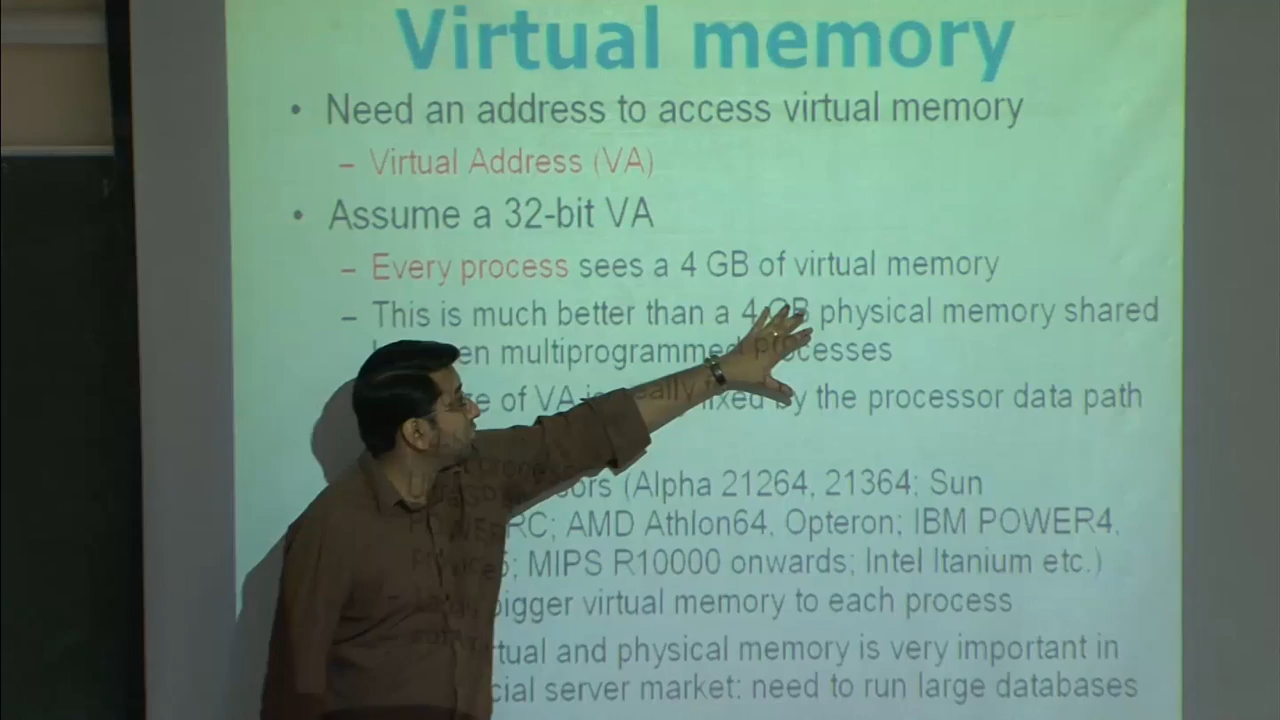 Virtual memory
• Need an address to access virtual memory
– Virtual Address (VA)
• Assume a 32-bit VA
– Every process sees a 4 GB of virtual memory
– This is much better than a 4 GB physical memory shared
multiprogrammed processes
of VA is usually fixed by the processor data path
(Alpha 21264, 21364; Sun
AMD Athlon64, Opteron; IBM POWER4,
MIPS R10000 onwards; Intel Itanium etc.)
bigger virtual memory to each process
and physical memory is very important in
server market: need to run large databases